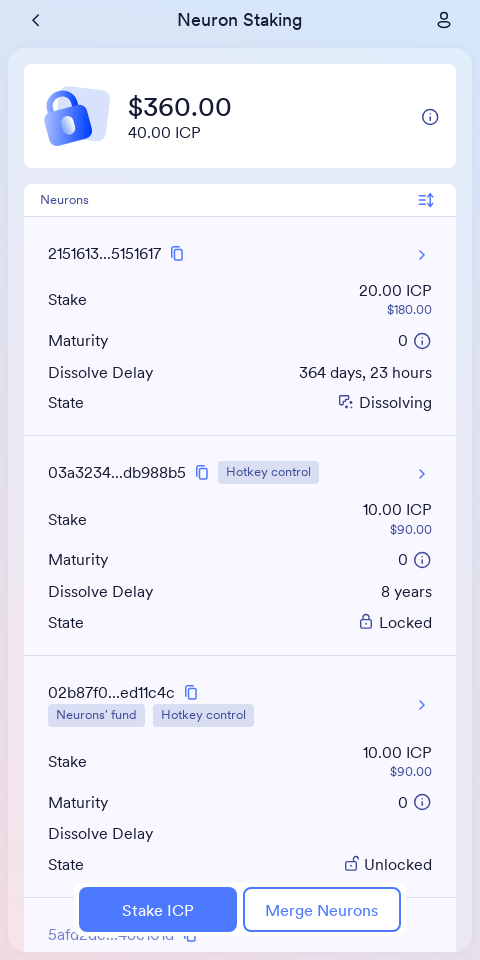 Neuron Staking
$360.00
40.00 ICP
Neurons
2151613...5151617
Stake 20.00 ICP
$180.00
Maturity 0
Dissolve Delay 364 days, 23 hours
State Dissolving
03a3234...db988b5 Hotkey control
Stake 10.00 ICP
$90.00
Maturity 0
Dissolve Delay 8 years
State Locked
02b87f0...ed11c4c
Neurons' fund Hotkey control
Stake 10.00 ICP
$90.00
Maturity 0
Dissolve Delay
State Unlocked
Stake ICP Merge Neurons